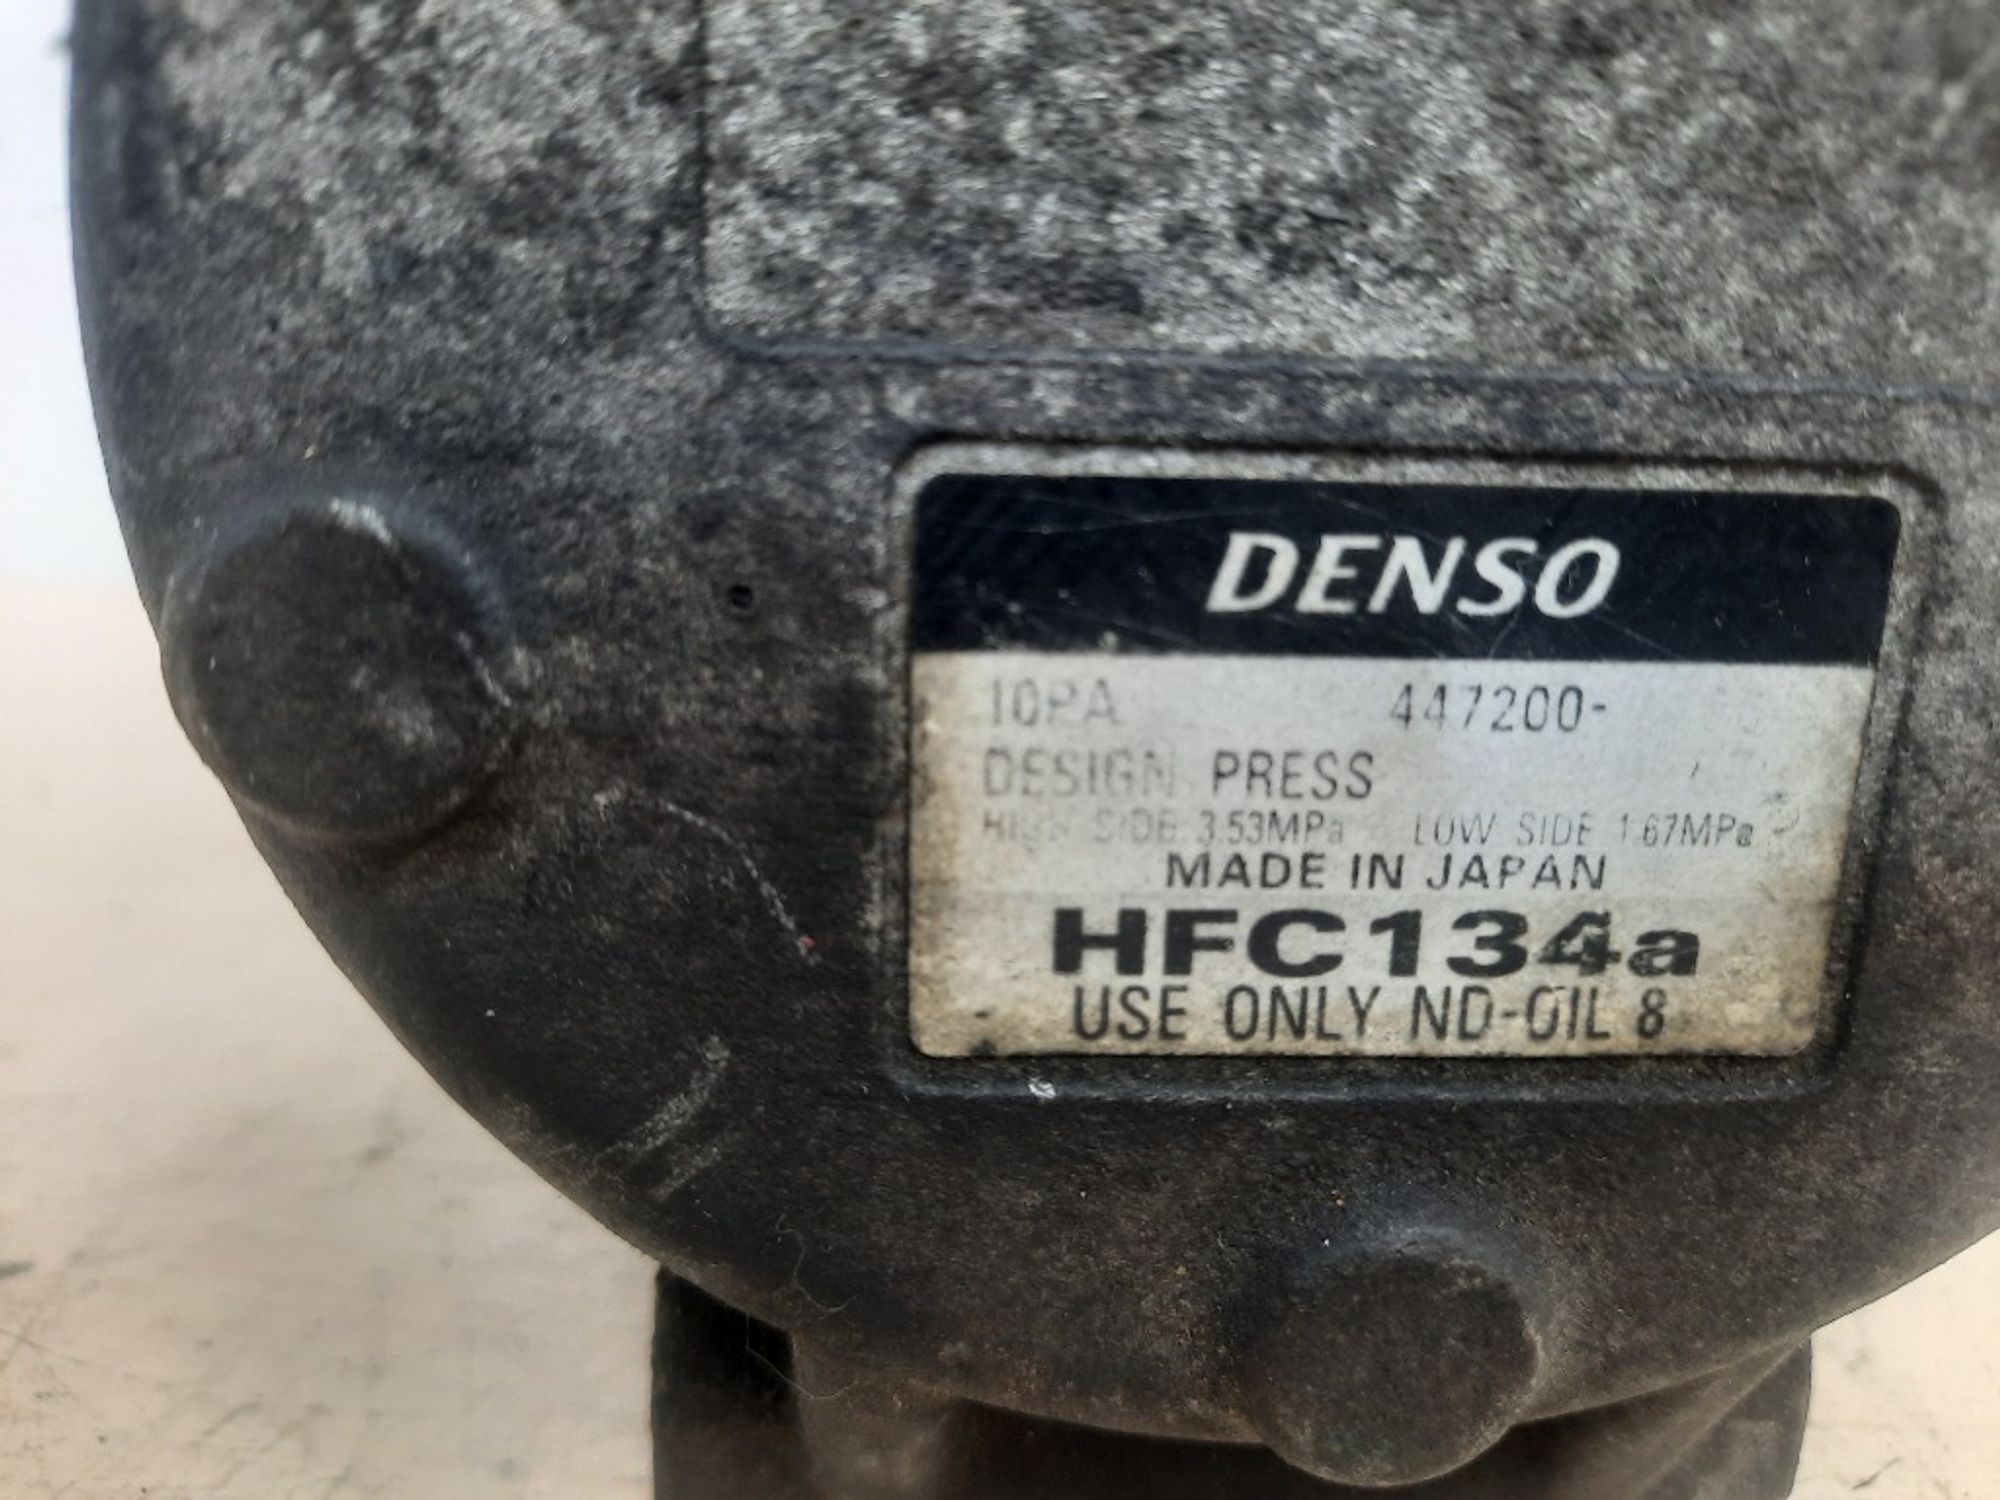 DENSO
10PA 447200-
DESIGN PRESS
HIGH SIDE 3.53MPa LOW SIDE 1.67MPa
MADE IN JAPAN
HFC134a
USE ONLY ND-OIL 8